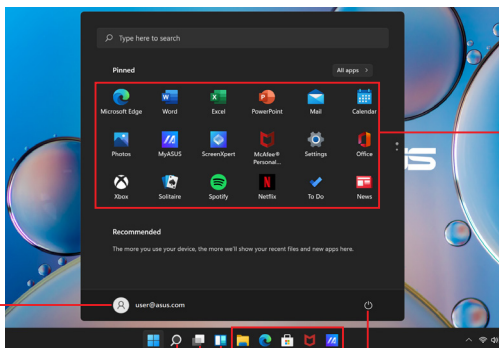 Type here to search
Pinned
All apps >
Microsoft Edge
Word
Excel
PowerPoint
Mail
Calendar
Photos
MyASUS
ScreenXpert
McAfee®
Personal...
Settings
Office
Xbox
Solitaire
Spotify
Netflix
To Do
News
Recommended
The more you use your device, the more we'll show your recent files and new apps here.
user@asus.com